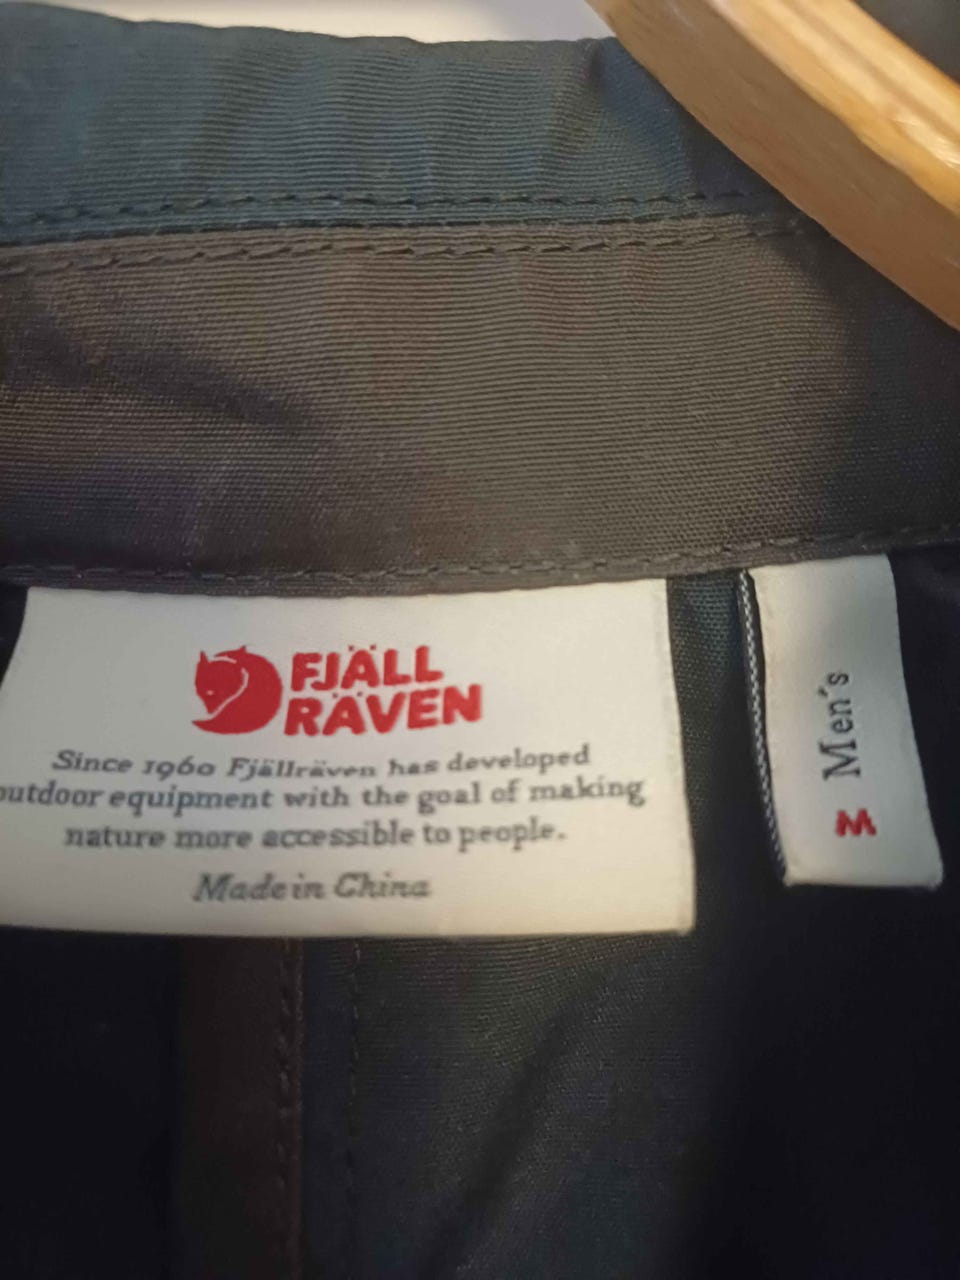 FJÄLL
RÄVEN
Since 1960 Fjällräven has developed
outdoor equipment with the goal of making
nature more accessible to people.
Made in China
Men's
M